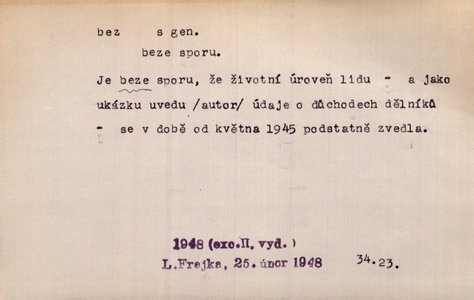 bez s gen.
beze sporu.
Je beze sporu, že životní úroveň lidu - a jako
ukázku uvedu /autor/ údaje o důchodech dělníků
- se v době od května 1945 podstatně zvedla.
1948 (exc.II. vyd.)
L.Frejka, 25. únor 1948 34.23.